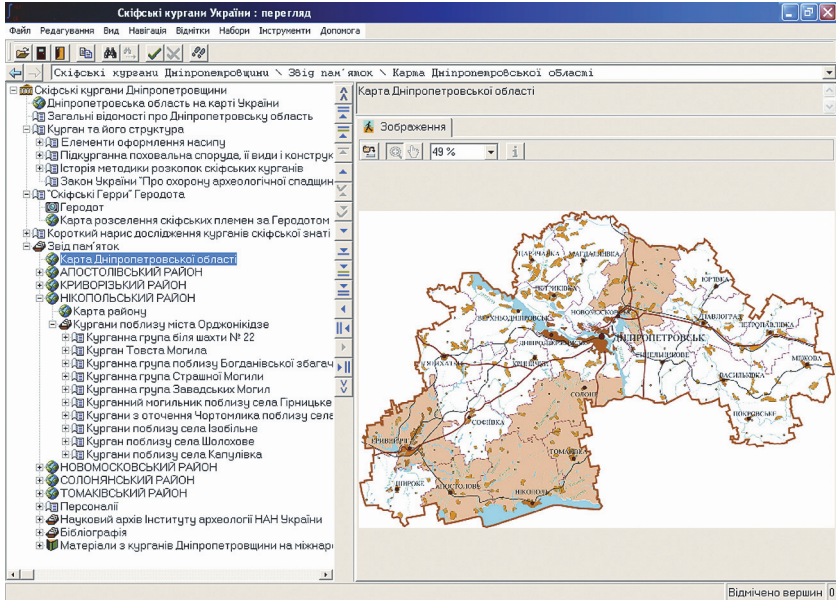 Скіфські кургани України : перегляд
Файл Редагування Вид Навігація Відмітки Набори Інструменти Допомога
Скіфські кургани Дніпропетровщини \ Звід пам'яток \ Карта Дніпропетровської області
Скіфські кургани Дніпропетровщини
Дніпропетровська область на карті України
Загальні відомості про Дніпропетровську область
Курган та його структура
Елементи оформлення насипу
Підкурганна поховальна споруда, її види і конструк
Історія методики розкопок скіфських курганів
Закон України "Про охорону археологічної спадщин
"Скіфські Герри" Геродота
Геродот
Карта розселення скіфських племен за Геродотом
Короткий нарис дослідження курганів скіфської знаті
Звід пам'яток
Карта Дніпропетровської області
АПОСТОЛІВСЬКИЙ РАЙОН
КРИВОРІЗЬКИЙ РАЙОН
НІКОПОЛЬСЬКИЙ РАЙОН
Карта району
Кургани поблизу міста Орджонікідзе
Курганна група біля шахти № 22
Курган Товста Могила
Курганна група поблизу Богданівської збагач
Курганна група Страшної Могили
Курганна група Завадських Могил
Курганний могильник поблизу села Гірницьке
Кургани з оточення Чортомлика поблизу селе
Кургани поблизу села Ізобільне
Курган поблизу села Шолохове
Кургани поблизу села Капулівка
НОВОМОСКОВСЬКИЙ РАЙОН
СОЛОНЯНСЬКИЙ РАЙОН
ТОМАКІВСЬКИЙ РАЙОН
Персоналії
Науковий архів Інституту археології НАН України
Бібліографія
Матеріали з курганів Дніпропетровщини на міжнар
Карта Дніпропетровської області
Зображення
49 %
ЦАРИЧАНКА
МАГДАЛИНІВКА
ЮР'ЇВКА
ПЕТРИКІВКА
ВЕРХНЬОДНІПРОВСЬК
НОВОМОСКОВСЬК
ПАВЛОГРАД
ПЕТРОПАВЛІВКА
ДНІПРОДЗЕРЖИНСЬК
ДНІПРОПЕТРОВСЬК
СИНЕЛЬНИКОВЕ
МЕЖОВА
ВАСИЛЬКІВКА
СОЛОНЕ
ПОКРОВСЬКЕ
СОФІЇВКА
КРИВИЙ РІГ
ТОМАКІВКА
ШИРОКЕ
АПОСТОЛОВЕ
НІКОПОЛЬ
Відмічено вершин 0